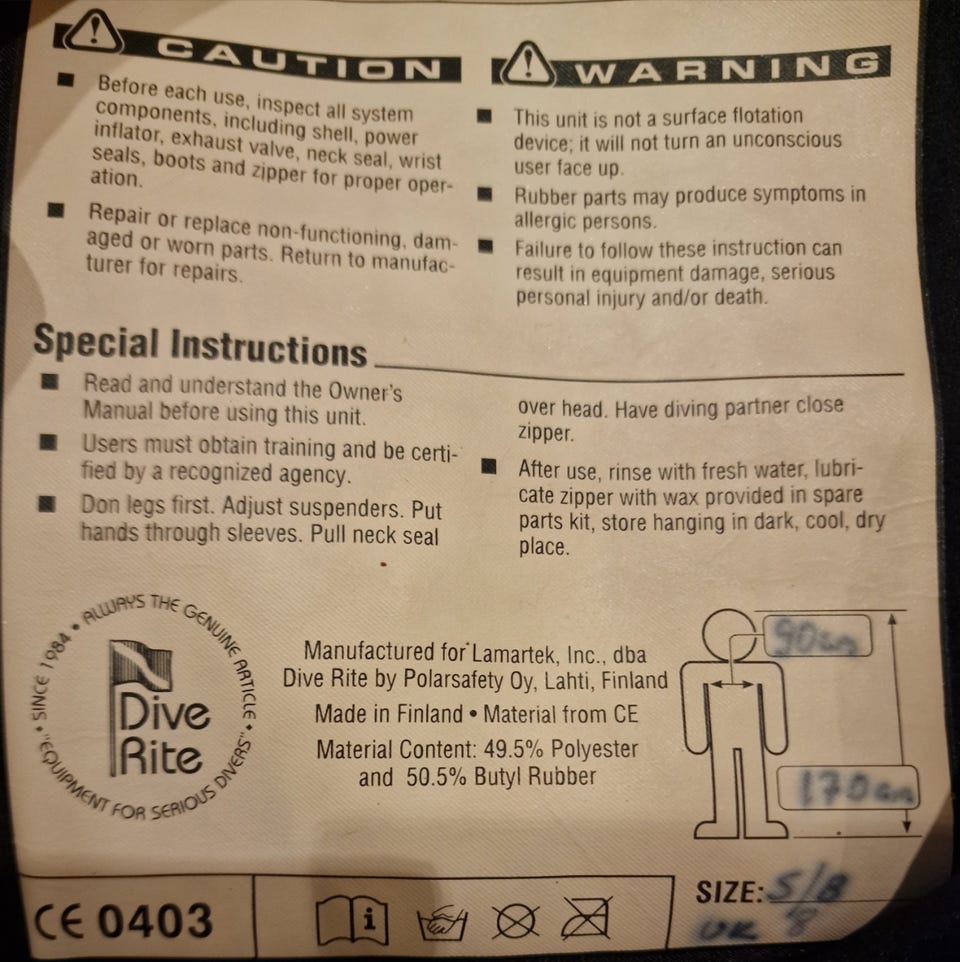 CAUTION
Before each use, inspect all system
components, including shell, power
inflator, exhaust valve, neck seal, wrist
seals, boots and zipper for proper oper-
ation.
Repair or replace non-functioning, dam-
aged or worn parts. Return to manufac-
turer for repairs.
WARNING
This unit is not a surface flotation
device; it will not turn an unconscious
user face up.
Rubber parts may produce symptoms in
allergic persons.
Failure to follow these instruction can
result in equipment damage, serious
personal injury and/or death.
Special Instructions
Read and understand the Owner's
Manual before using this unit.
Users must obtain training and be certi-
fied by a recognized agency.
Don legs first. Adjust suspenders. Put
hands through sleeves. Pull neck seal
over head. Have diving partner close
zipper.
After use, rinse with fresh water, lubri-
cate zipper with wax provided in spare
parts kit, store hanging in dark, cool, dry
place.
• SINCE 1984 • ALWAYS THE GENUINE ARTICLE •
"EQUIPMENT FOR SERIOUS DIVERS"
Dive
Rite
Manufactured for Lamartek, Inc., dba
Dive Rite by Polarsafety Oy, Lahti, Finland
Made in Finland • Material from CE
Material Content: 49.5% Polyester
and 50.5% Butyl Rubber
90cm
170cm
CE 0403
i
SIZE: S/B
UK 8